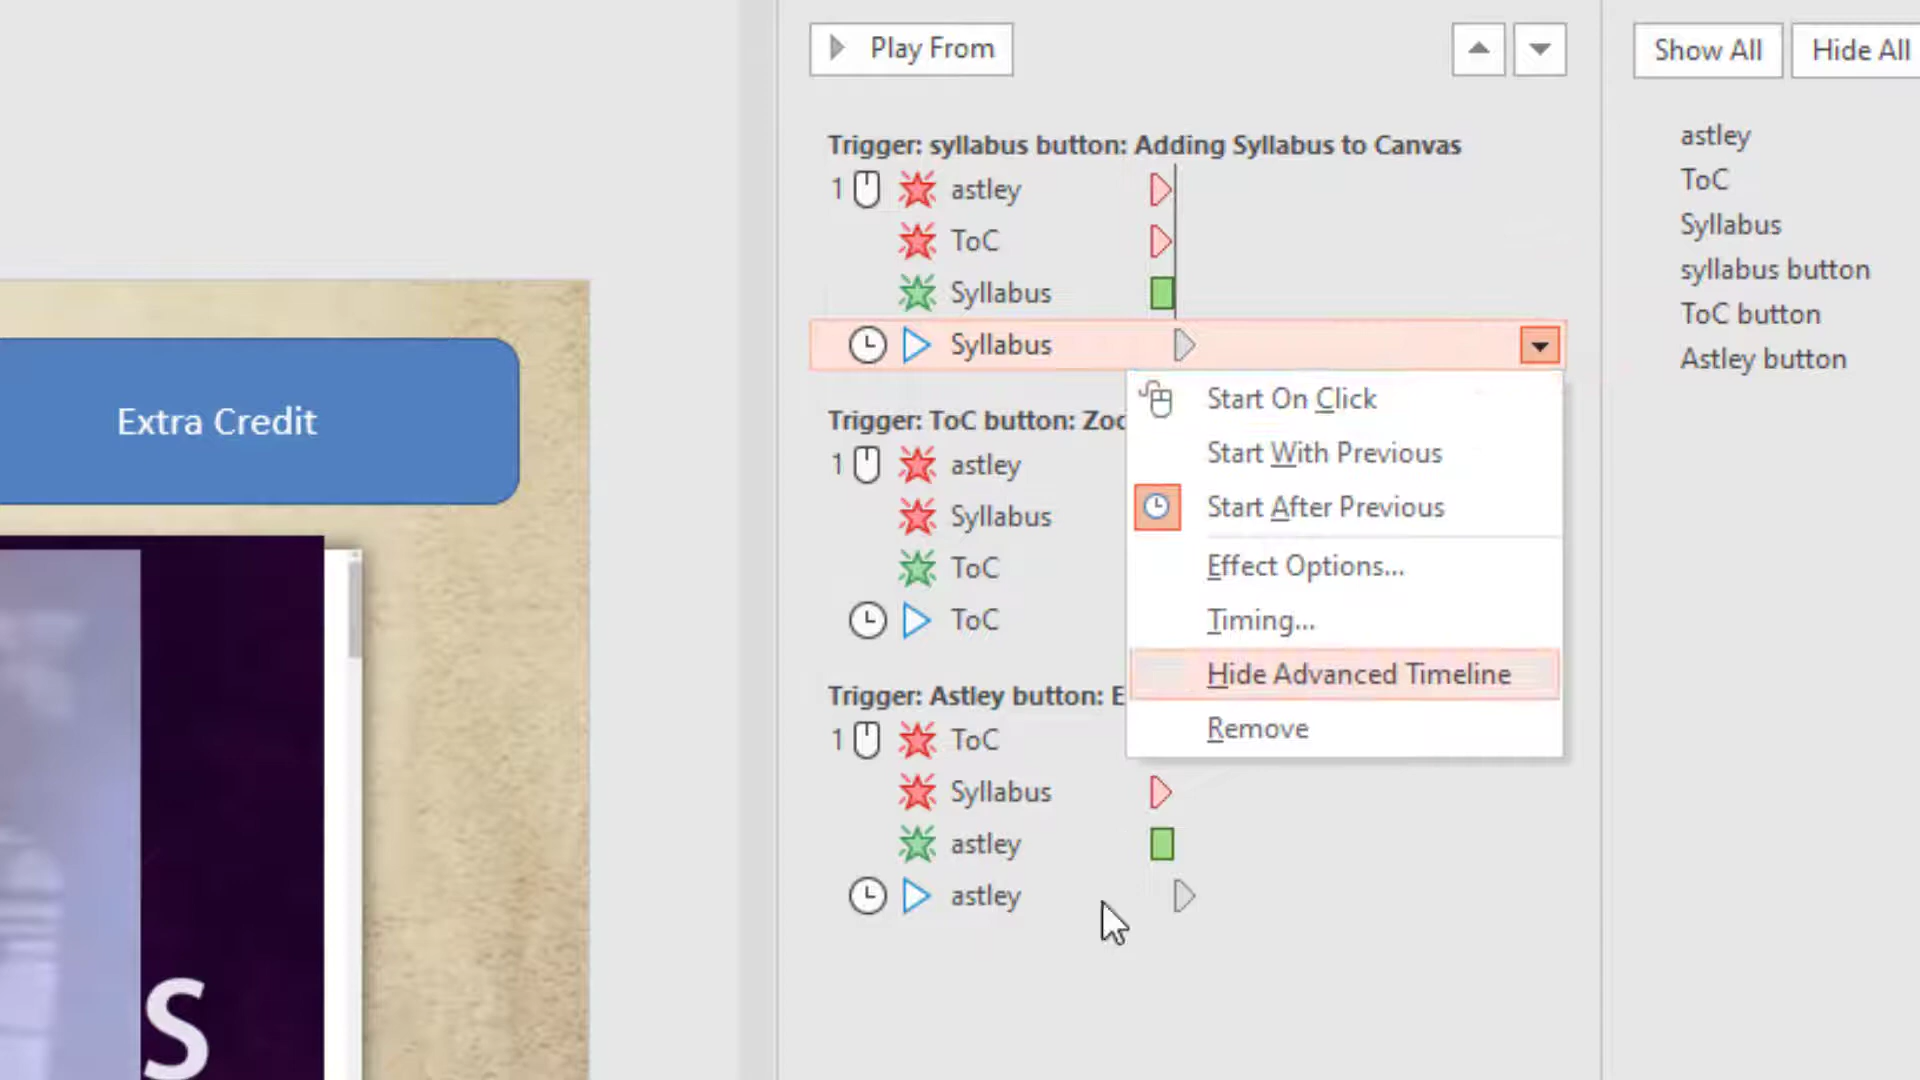 Play From
Show All
Hide All
Trigger: syllabus button: Adding Syllabus to Canvas
1 astley
ToC
Syllabus
Syllabus
Start On Click
Start With Previous
Start After Previous
Effect Options...
Timing...
Hide Advanced Timeline
Remove
Trigger: ToC button: Zoo
1 astley
Syllabus
ToC
ToC
Trigger: Astley button: E
1 ToC
Syllabus
astley
astley
astley
ToC
Syllabus
syllabus button
ToC button
Astley button
Extra Credit
s